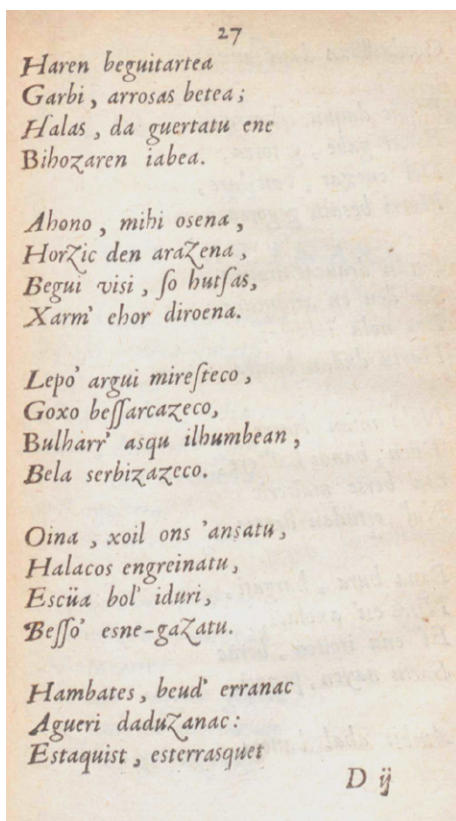 27
Haren beguitartea
Garbi, arrosas betea;
Halas, da guertatu ene
Bihozaren iabea.
Ahono, mihi osena,
Horzic den arazena,
Begui visi, ſo hutſas,
Xarm' ehor diroena.
Lepo' argui mireſteco,
Goxo beſſarcazeco,
Bulharr' asqu ilhumbean,
Bela serbizazeco.
Oina, xoil ons 'ansatu,
Halacos engreinatu,
Escüa bol' iduri,
Beſſo' esne-gazatu.
Hambates, beud' erranac
Agueri daduzanac:
Estaquist, esterrasquet
D ij